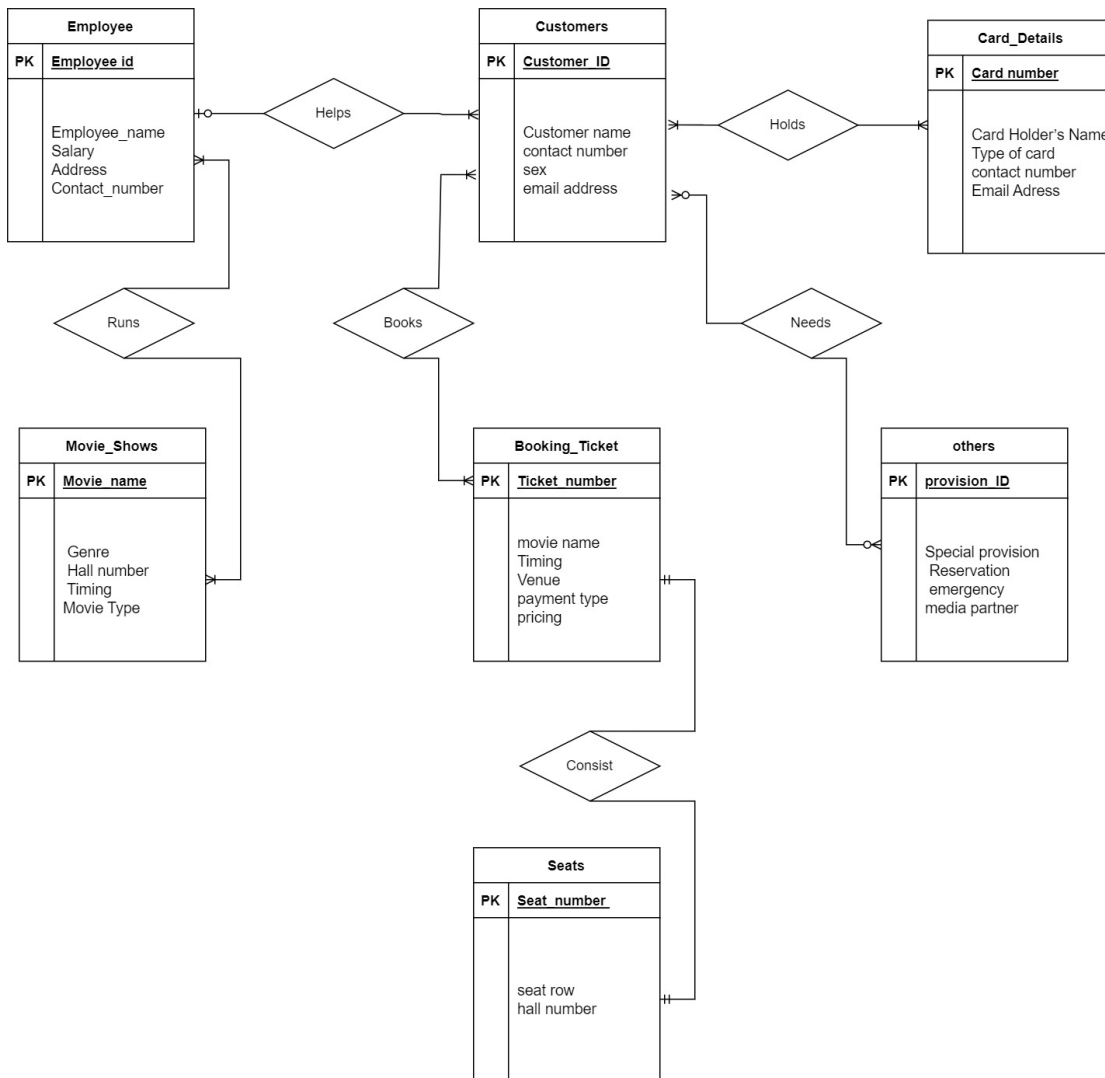 Employee
PK Employee id
Employee_name
Salary
Address
Contact_number
Helps
Customers
PK Customer_ID
Customer name
contact number
sex
email address
Holds
Card_Details
PK Card number
Card Holder's Name
Type of card
contact number
Email Adress
Runs
Books
Needs
Movie_Shows
PK Movie_name
Genre
Hall number
Timing
Movie Type
Booking_Ticket
PK Ticket_number
movie name
Timing
Venue
payment type
pricing
others
PK provision_ID
Special provision
Reservation
emergency
media partner
Consist
Seats
PK Seat_number
seat row
hall number